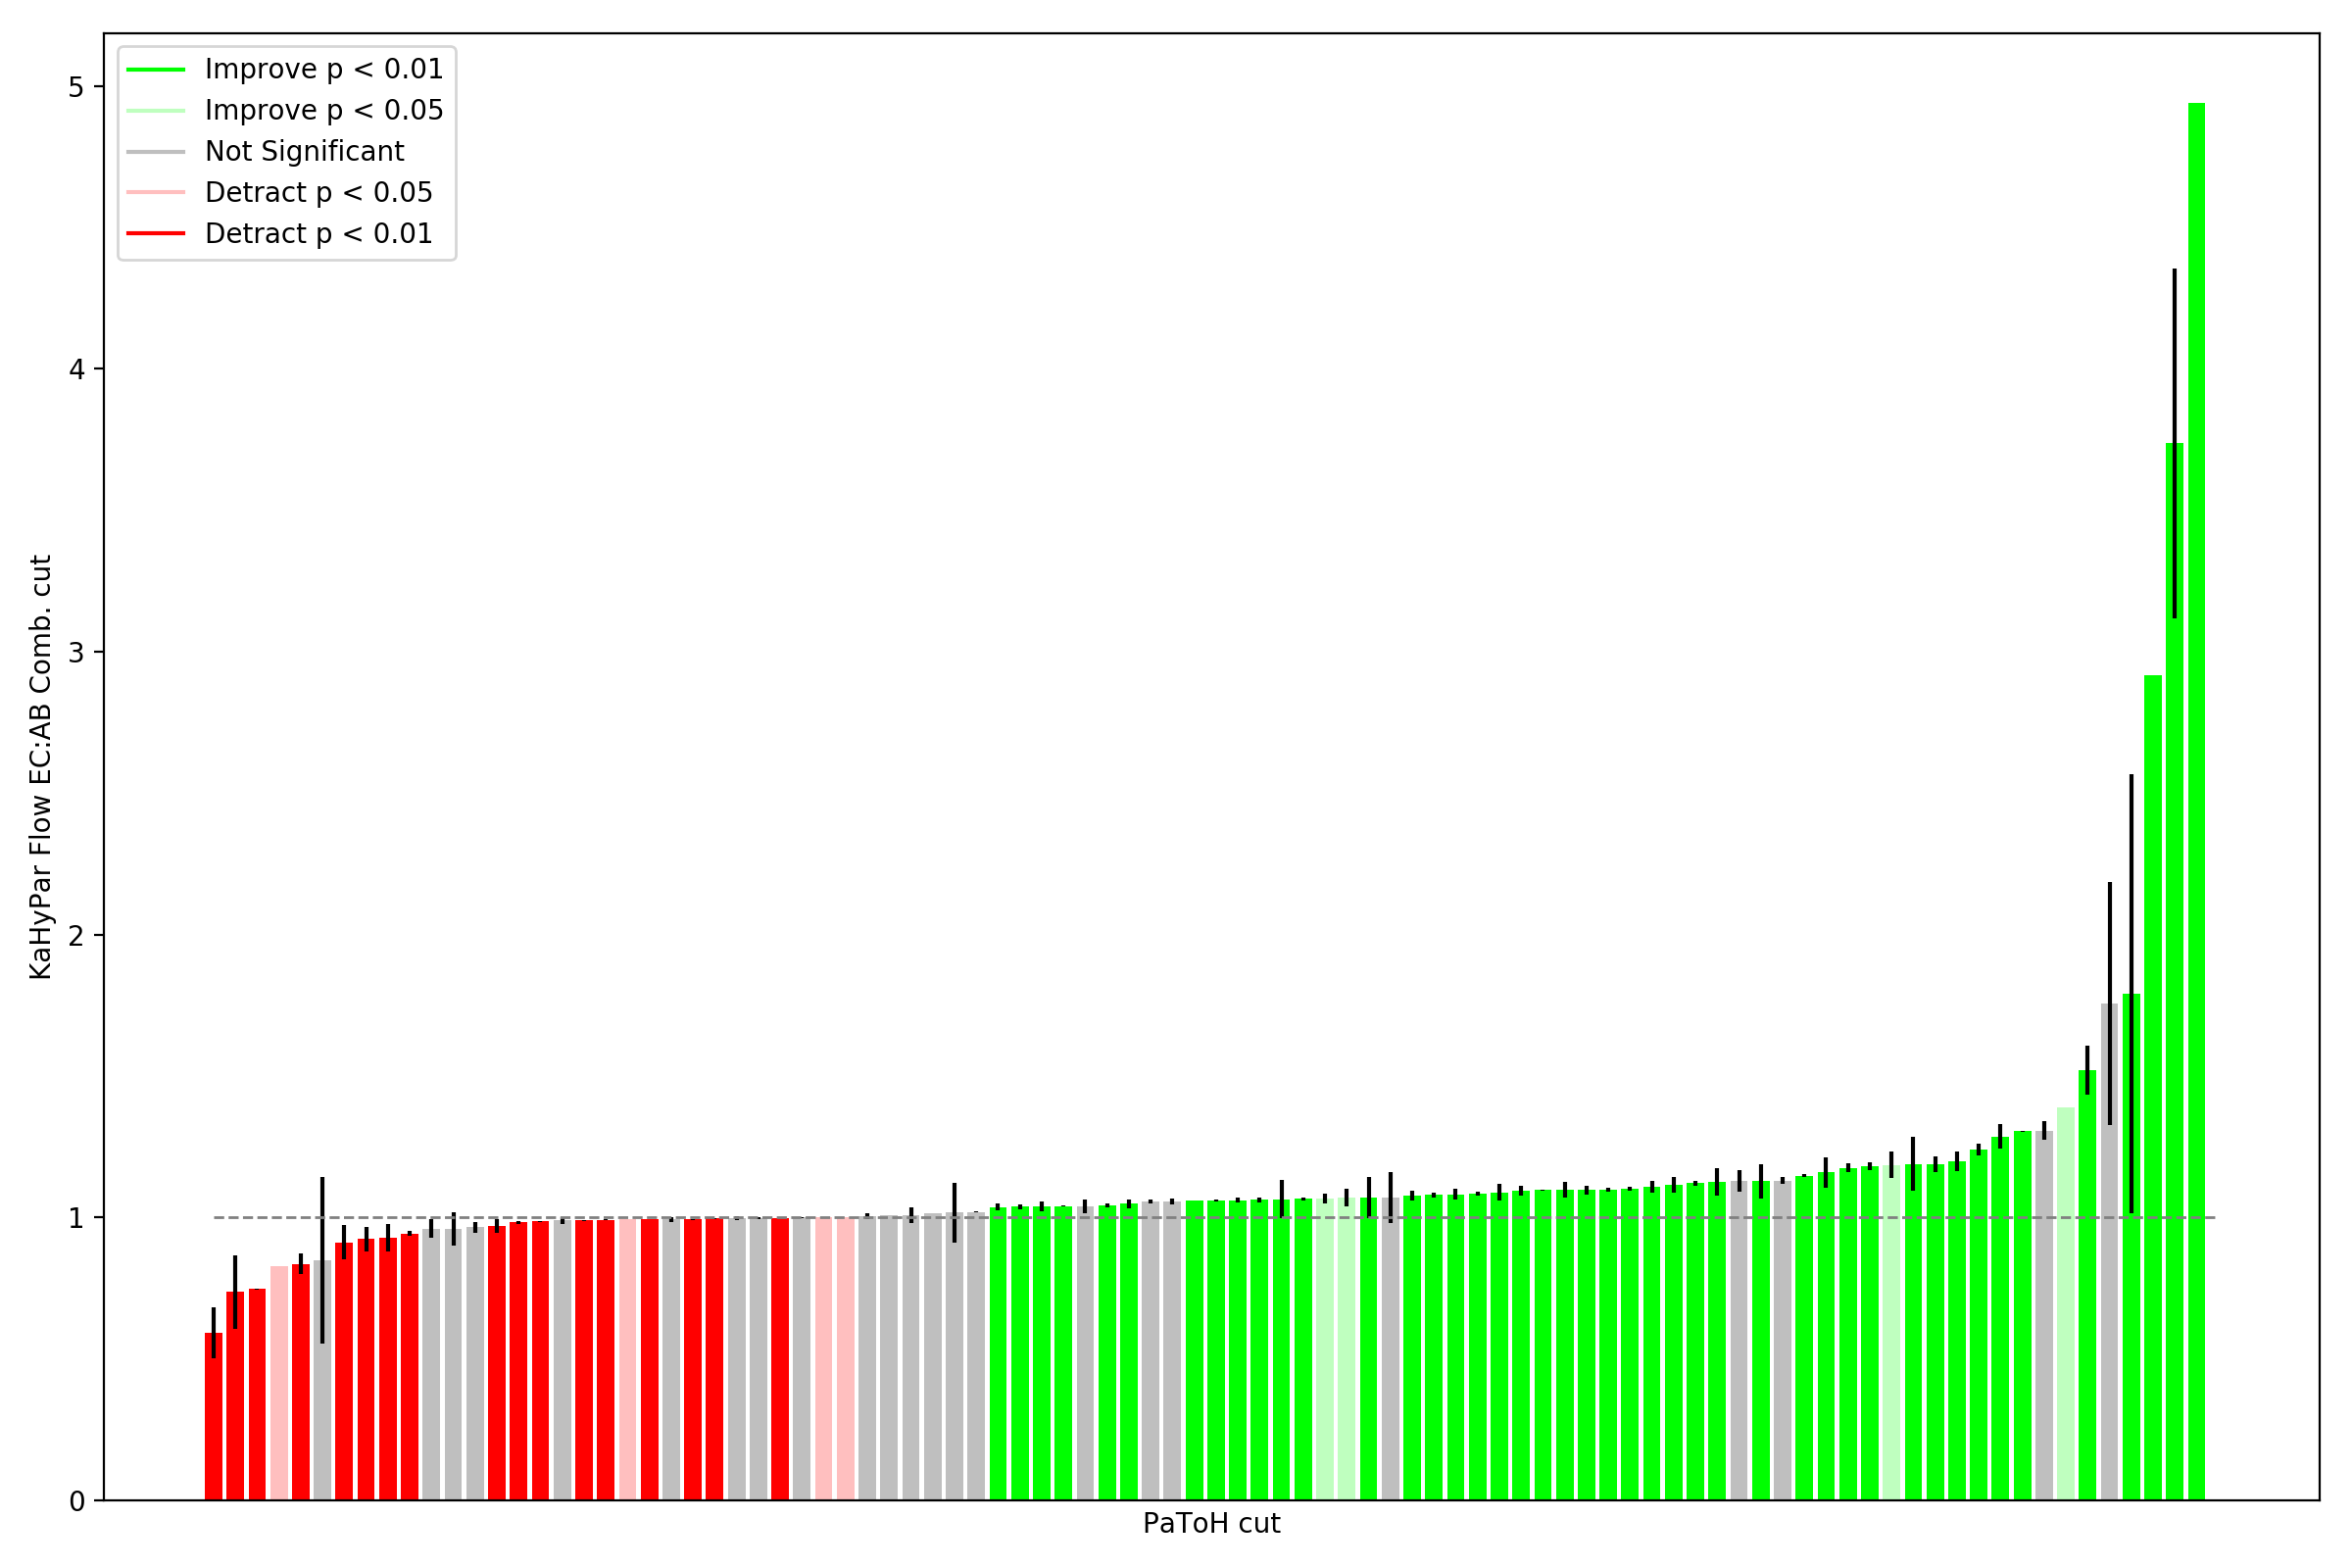 Improve p < 0.01
Improve p < 0.05
Not Significant
Detract p < 0.05
Detract p < 0.01
5
4
3
2
1
0
KaHyPar Flow EC:AB Comb. cut
PaToH cut